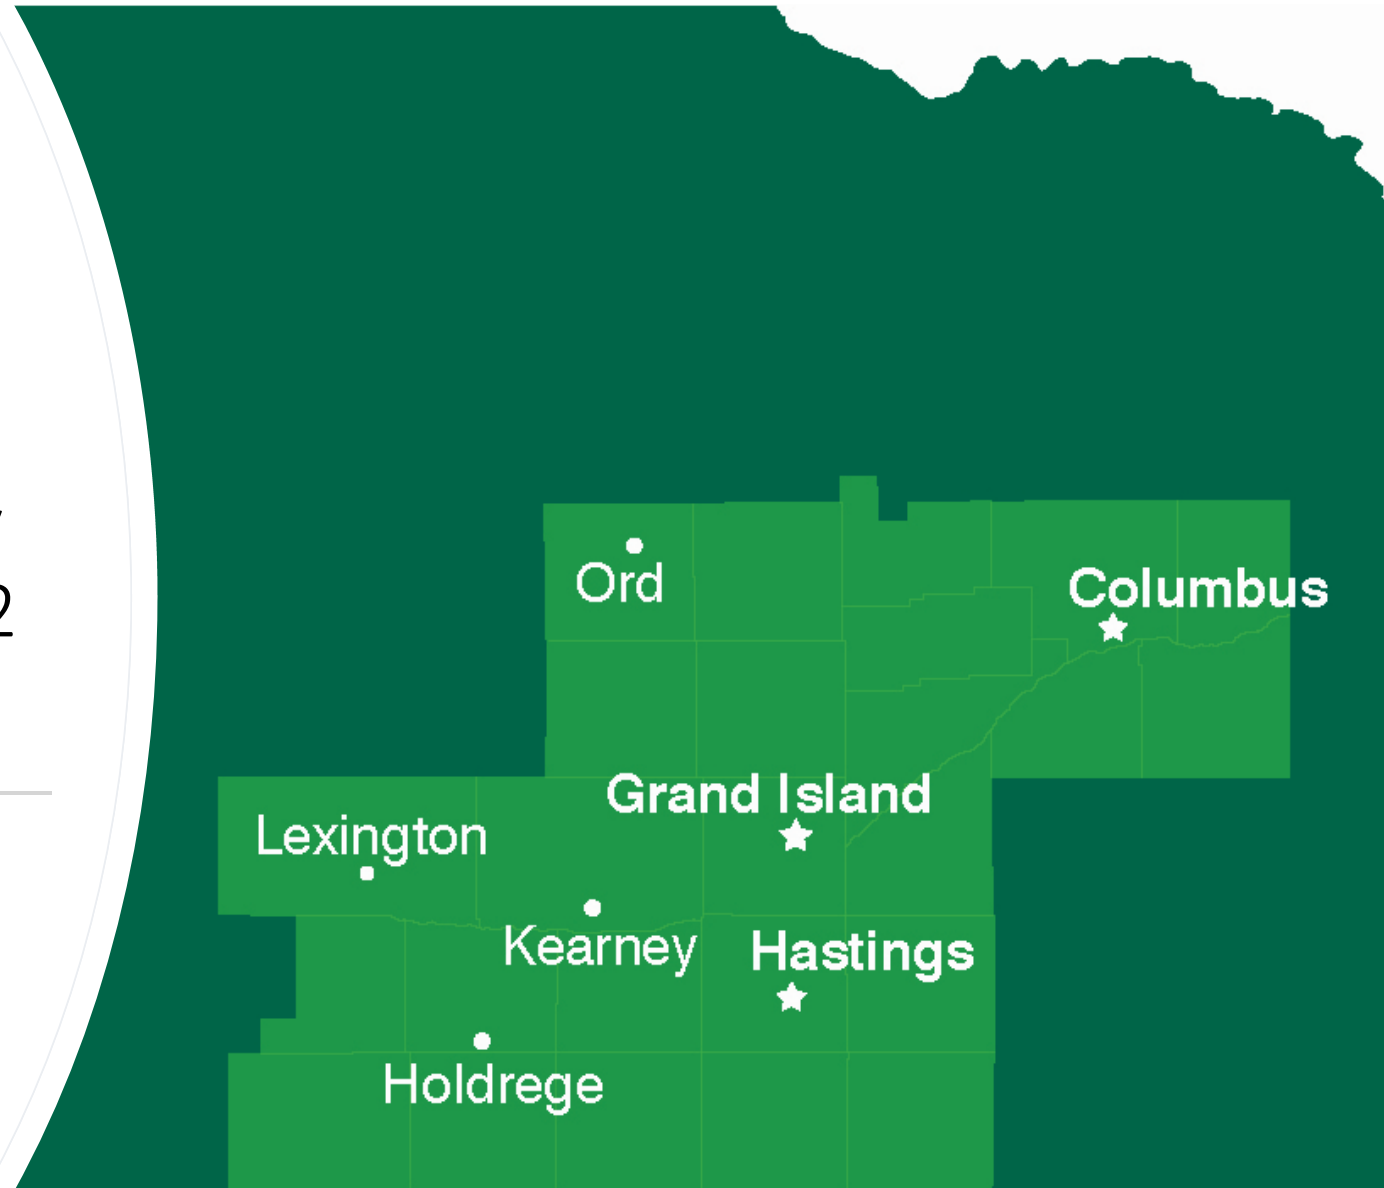 Ord
Columbus
Grand Island
Lexington
Kearney
Hastings
Holdrege